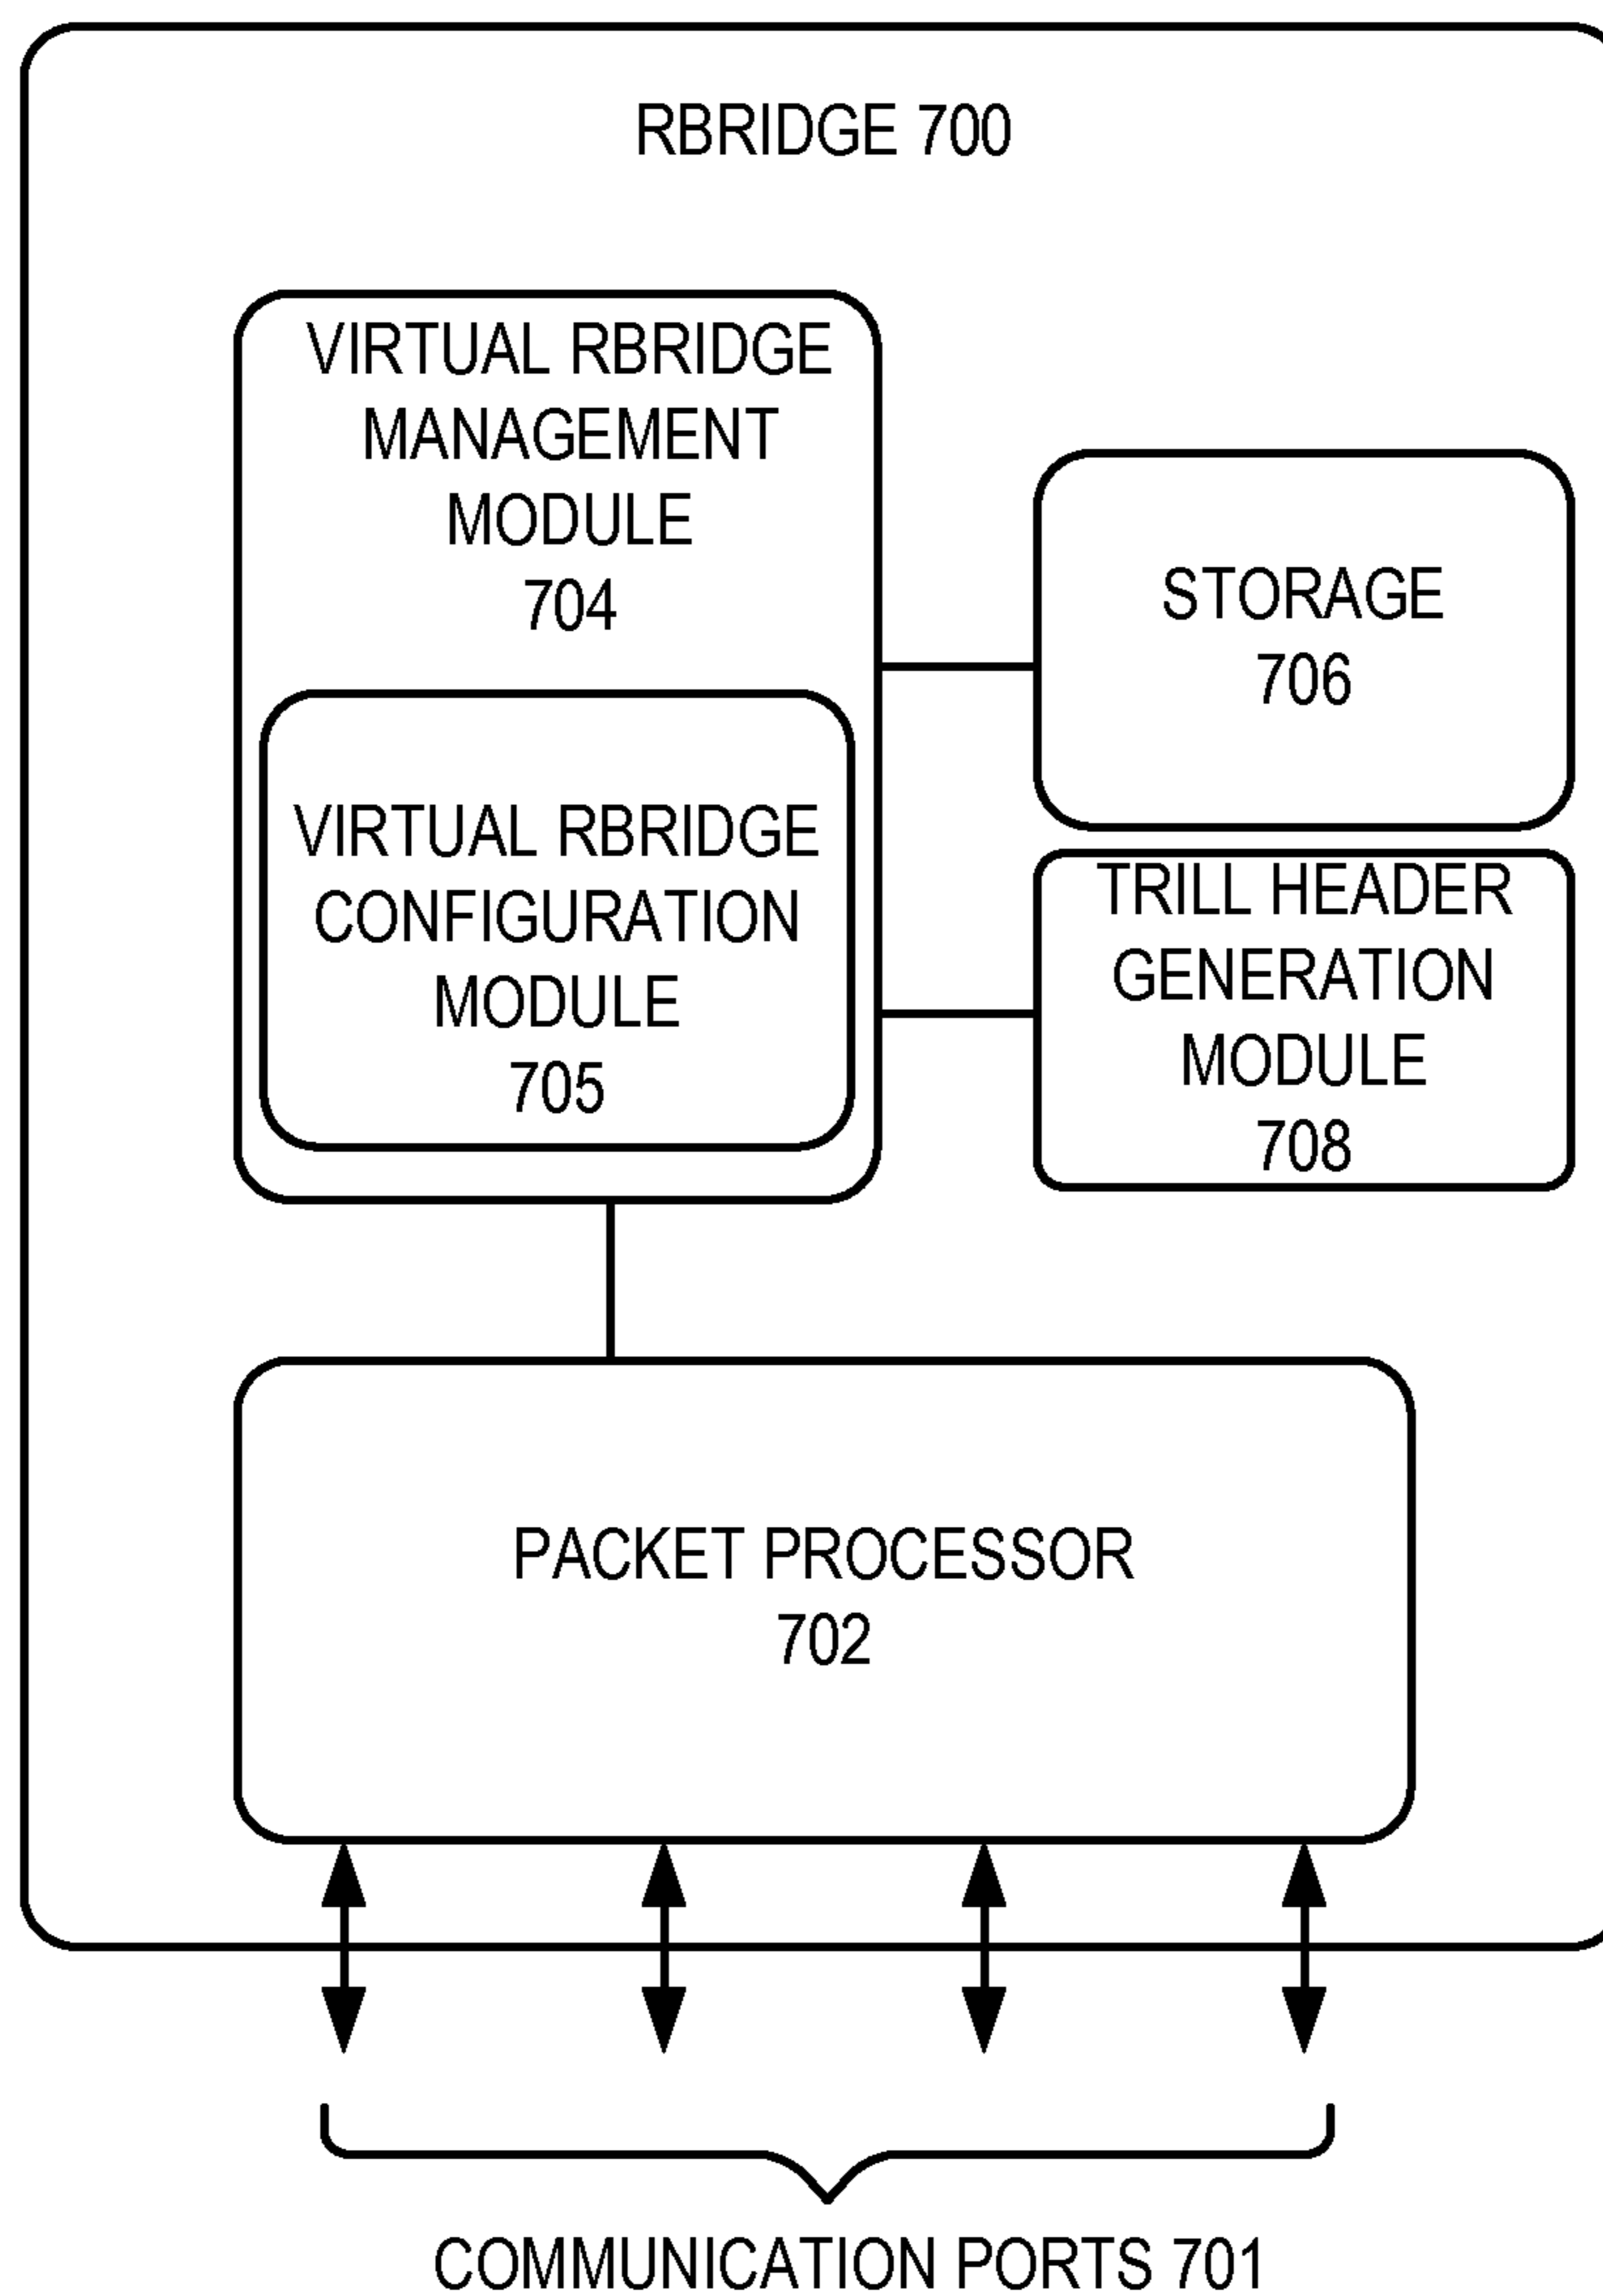 RBRIDGE 700
VIRTUAL RBRIDGE
MANAGEMENT
MODULE
704
STORAGE
706
VIRTUAL RBRIDGE
CONFIGURATION
MODULE
705
TRILL HEADER
GENERATION
MODULE
708
PACKET PROCESSOR
702
COMMUNICATION PORTS 701